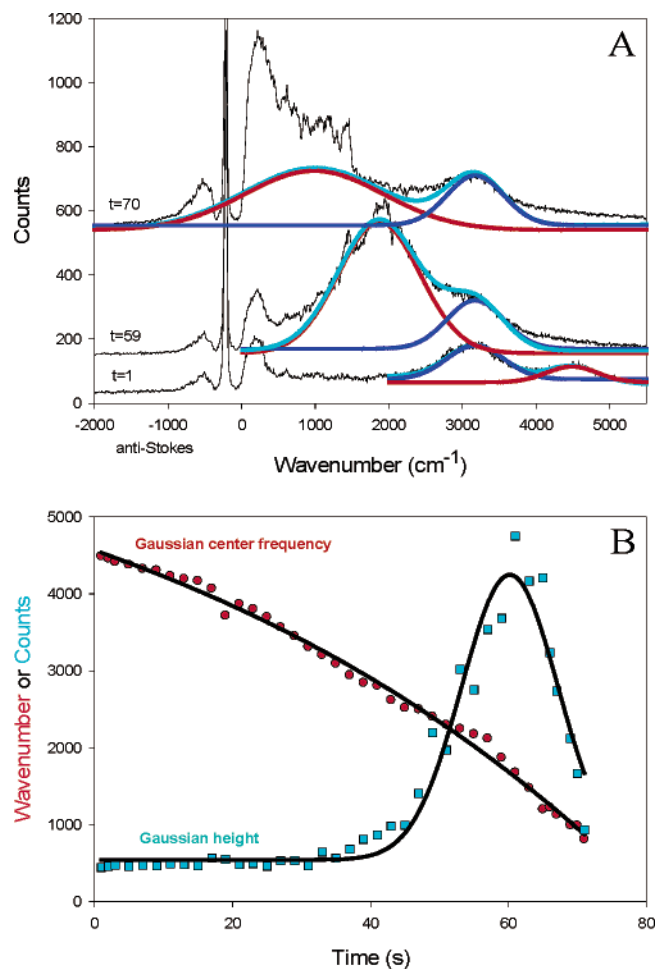 A
1200
1000
800
600
400
200
0
Counts
t=70
t=59
t=1
-2000 -1000 0 1000 2000 3000 4000 5000
anti-Stokes
Wavenumber (cm-1)
B
5000
4000
3000
2000
1000
0
Wavenumber or Counts
Gaussian center frequency
Gaussian height
0 20 40 60 80
Time (s)